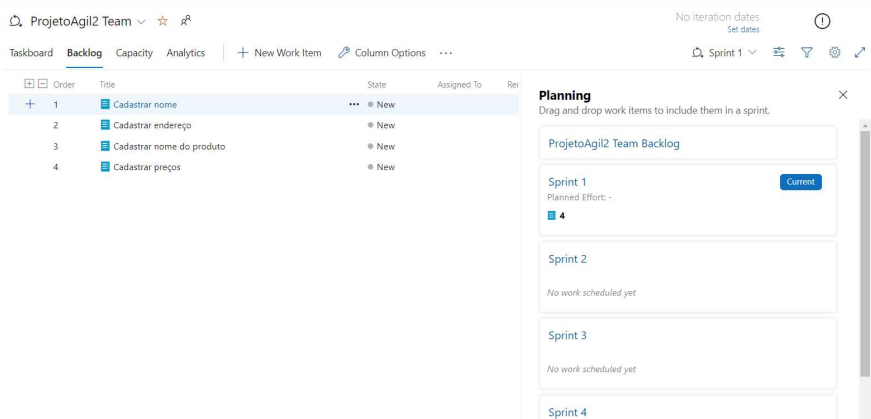 ProjetoAgil2 Team
No iteration dates
Set dates
Taskboard Backlog Capacity Analytics + New Work Item Column Options ...
Sprint 1
Order Title State Assigned To Rer
1 Cadastrar nome ... New
2 Cadastrar endereço New
3 Cadastrar nome do produto New
4 Cadastrar preços New
Planning
Drag and drop work items to include them in a sprint.
ProjetoAgil2 Team Backlog
Sprint 1 Current
Planned Effort: -
4
Sprint 2
No work scheduled yet
Sprint 3
No work scheduled yet
Sprint 4